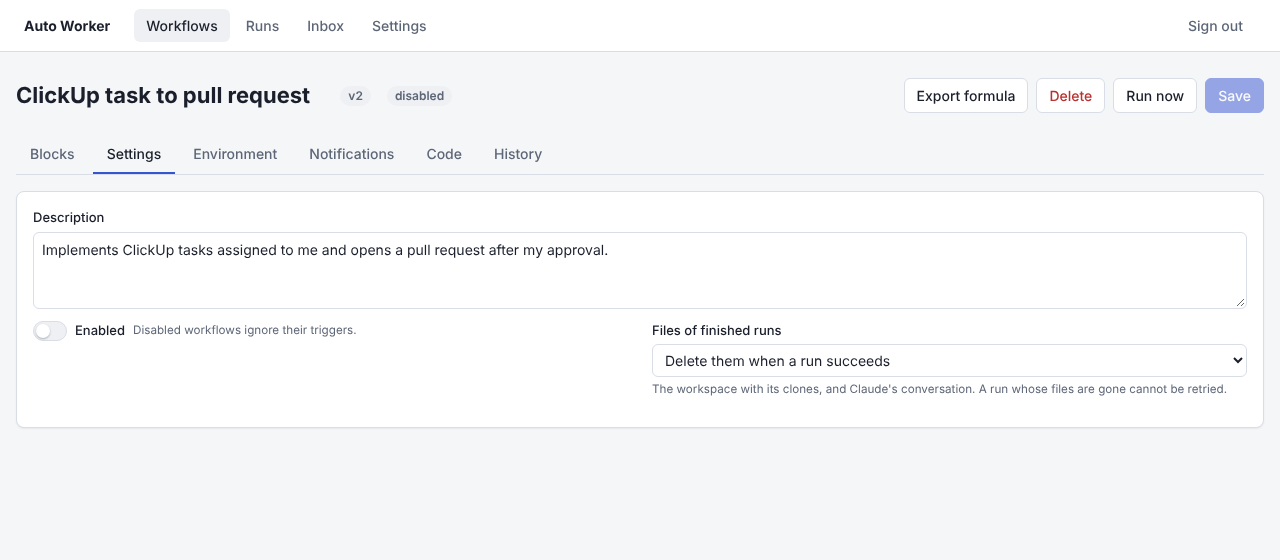 Auto Worker Workflows Runs Inbox Settings Sign out
ClickUp task to pull request v2 disabled Export formula Delete Run now Save
Blocks Settings Environment Notifications Code History
Description
Implements ClickUp tasks assigned to me and opens a pull request after my approval.
Enabled Disabled workflows ignore their triggers.
Files of finished runs
Delete them when a run succeeds
The workspace with its clones, and Claude's conversation. A run whose files are gone cannot be retried.